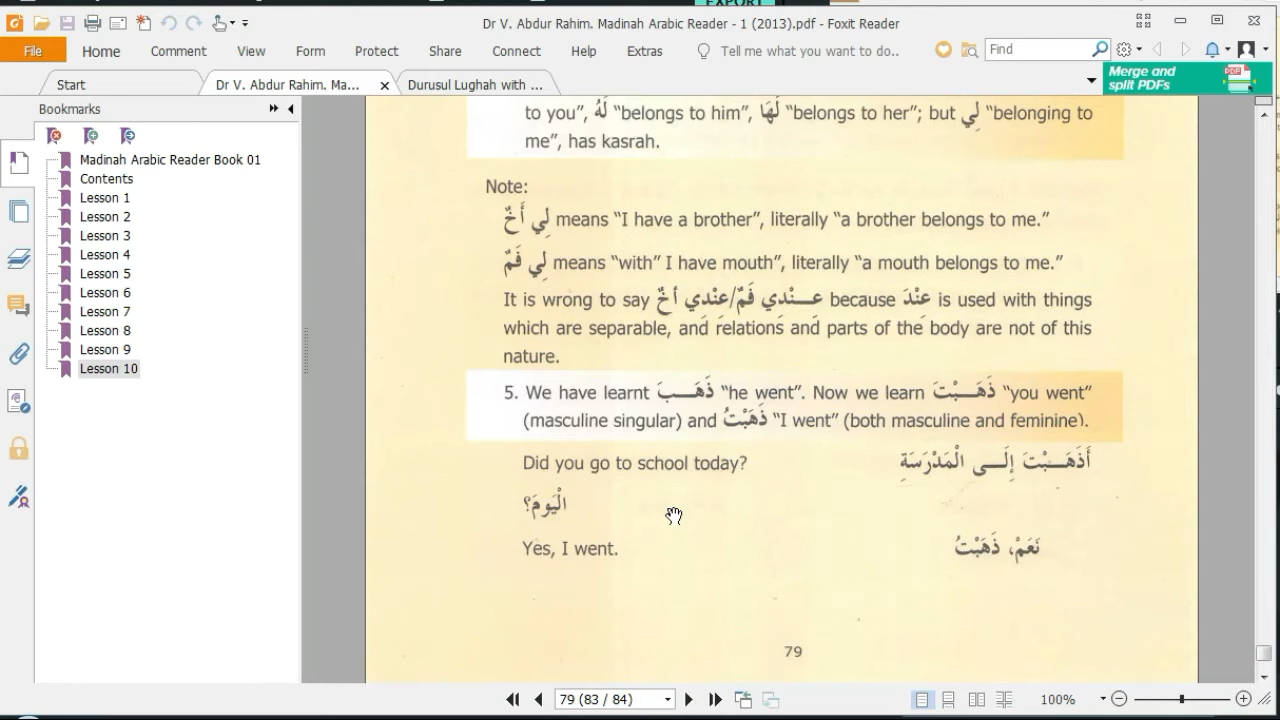 EXPORT
Dr V. Abdur Rahim. Madinah Arabic Reader - 1 (2013).pdf - Foxit Reader
File Home Comment View Form Protect Share Connect Help Extras Tell me what you want to do.. Find
Start Dr V. Abdur Rahim. Ma... Durusul Lughah with ... Merge and split PDFs
Bookmarks
Madinah Arabic Reader Book 01
Contents
Lesson 1
Lesson 2
Lesson 3
Lesson 4
Lesson 5
Lesson 6
Lesson 7
Lesson 8
Lesson 9
Lesson 10
to you", لَهُ "belongs to him", لَهَا "belongs to her"; but لِي "belonging to
me", has kasrah.
Note:
لِي أَخٌ means "I have a brother", literally "a brother belongs to me."
لِي فَمٌ means "with" I have mouth", literally "a mouth belongs to me."
It is wrong to say عِنْدِي فَمٌ/عِنْدِي أخٌ because عِنْدَ is used with things
which are separable, and relations and parts of the body are not of this
nature.
5. We have learnt ذَهَبَ "he went". Now we learn ذَهَبْتَ "you went"
(masculine singular) and ذَهَبْتُ "I went" (both masculine and feminine).
Did you go to school today? أَذَهَبْتَ إِلَى الْمَدْرَسَةِ
الْيَومَ؟
Yes, I went. نَعَمْ، ذَهَبْتُ
79
79 (83 / 84) 100%